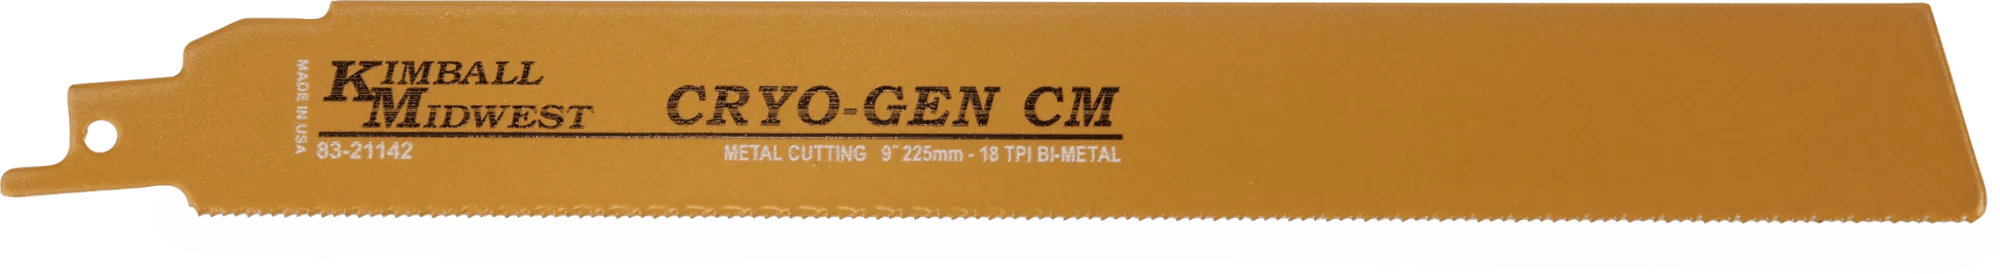 MADE IN USA
KIMBALL
MIDWEST
83-21142
CRYO-GEN CM
METAL CUTTING 9" 225mm - 18 TPI BI-METAL